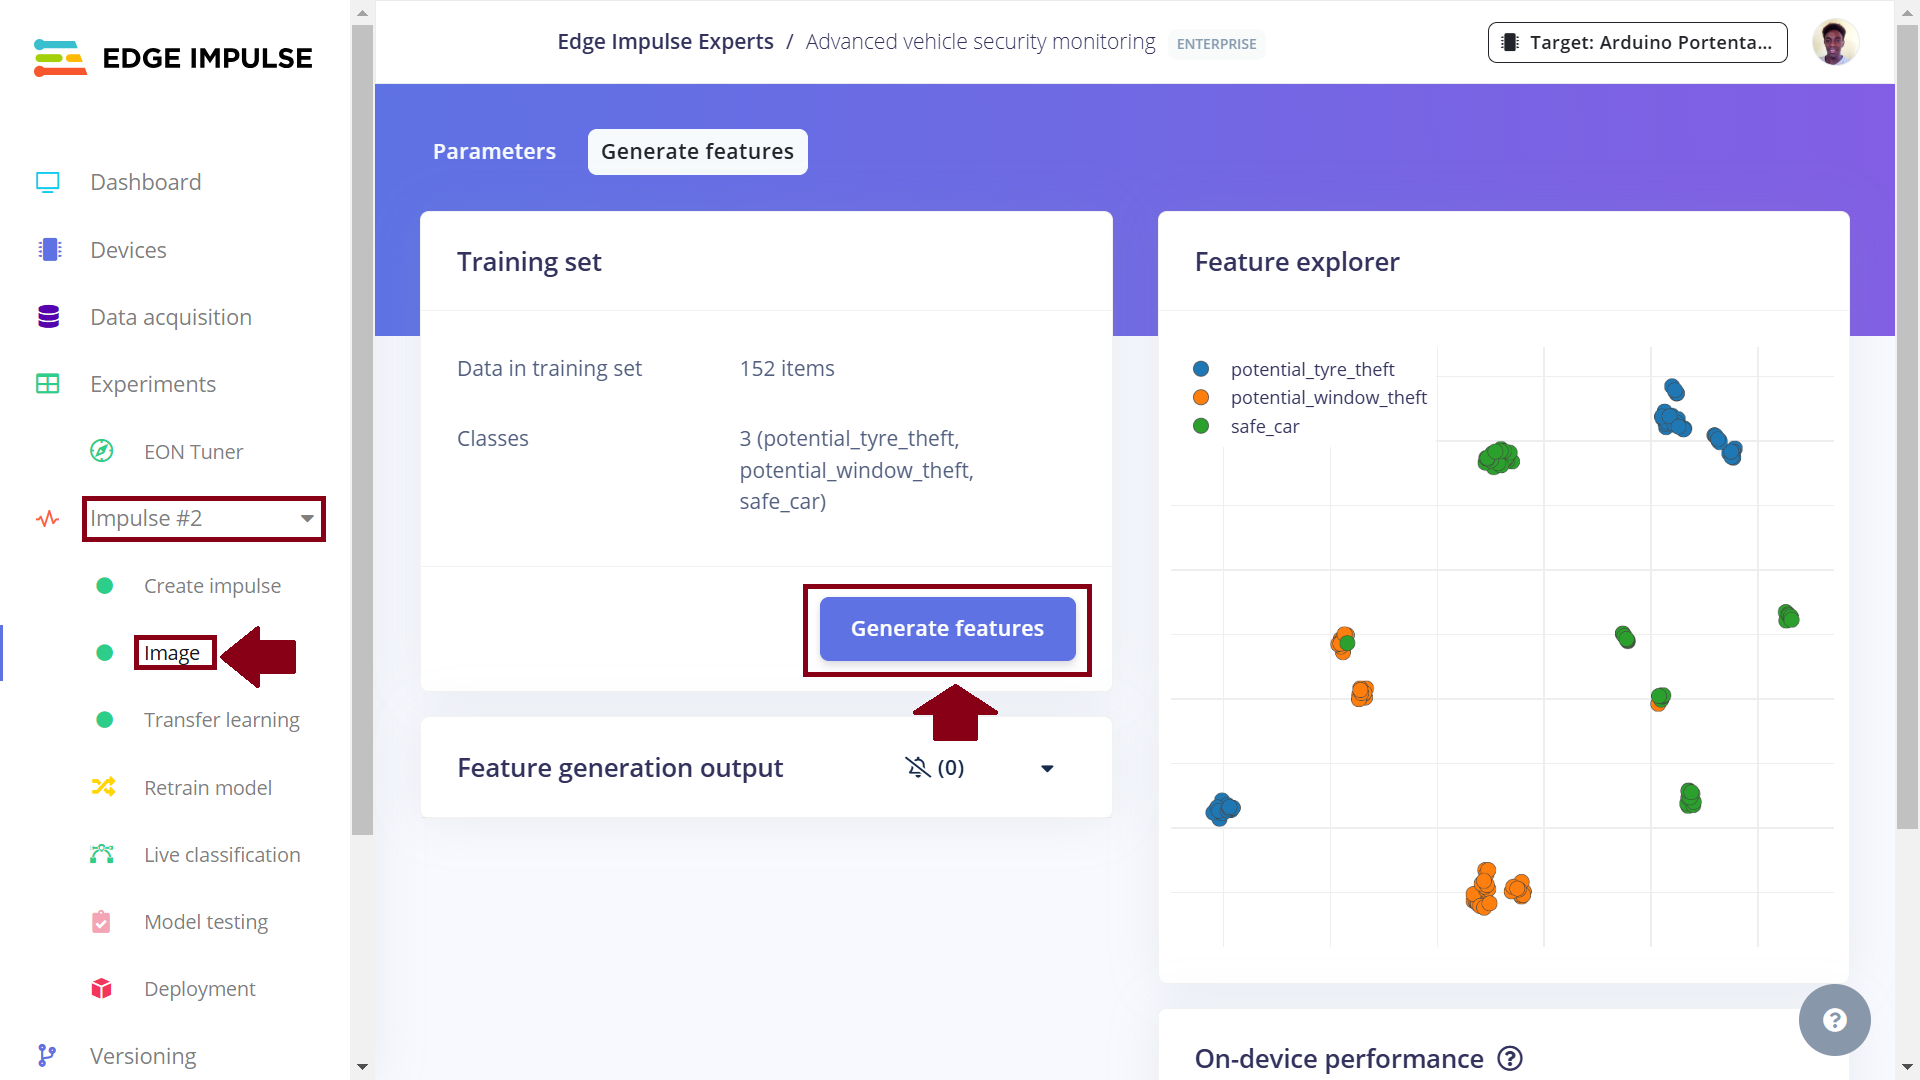 EDGE IMPULSE
Edge Impulse Experts / Advanced vehicle security monitoring ENTERPRISE
Target: Arduino Portenta...
Dashboard
Devices
Data acquisition
Experiments
EON Tuner
Impulse #2
Create impulse
Image
Transfer learning
Retrain model
Live classification
Model testing
Deployment
Versioning
Parameters
Generate features
Training set
Data in training set
152 items
Classes
3 (potential_tyre_theft,
potential_window_theft,
safe_car)
Generate features
Feature generation output
(0)
Feature explorer
potential_tyre_theft
potential_window_theft
safe_car
On-device performance ?
?